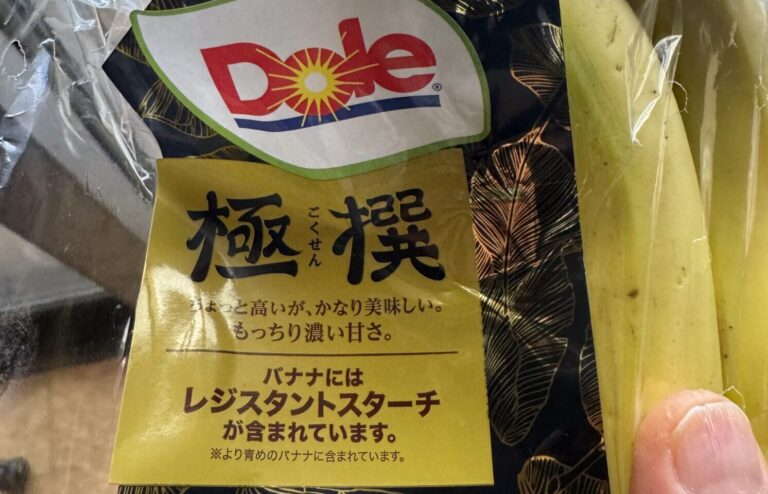 Dole®
極撰
ごくせん
ちょっと高いが、かなり美味しい。
もっちり濃い甘さ。
バナナには
レジスタントスターチ
が含まれています。
※より青めのバナナに含まれています。